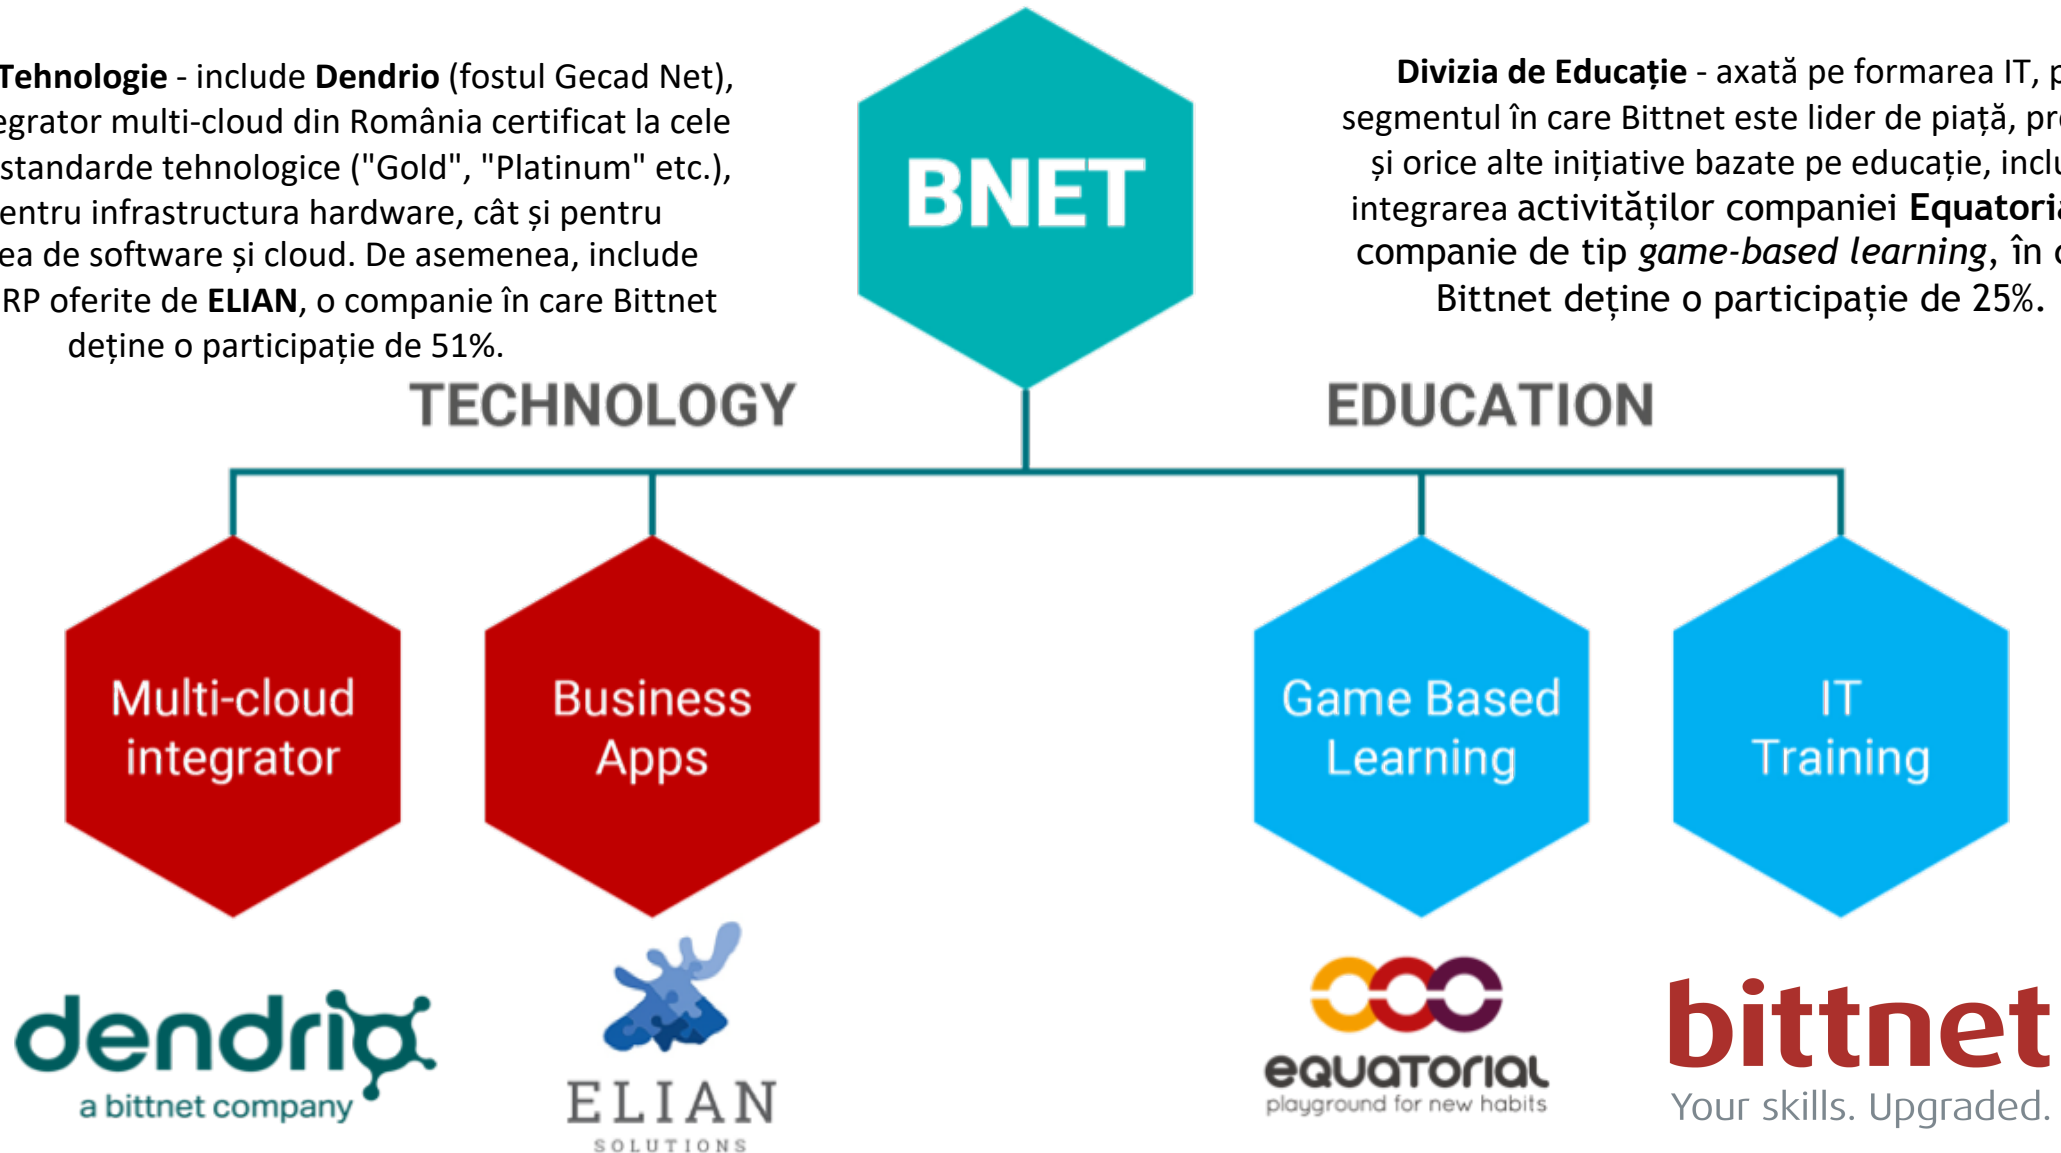 Tehnologie - include Dendrio (fostul Gecad Net),
egrator multi-cloud din România certificat la cele
standarde tehnologice ("Gold", "Platinum" etc.),
entru infrastructura hardware, cât și pentru
ea de software și cloud. De asemenea, include
RP oferite de ELIAN, o companie în care Bittnet
deține o participație de 51%.
BNET
Divizia de Educație - axată pe formarea IT, p
segmentul în care Bittnet este lider de piață, pr
și orice alte inițiative bazate pe educație, inclu
integrarea activităților companiei Equatoria
companie de tip game-based learning, în
Bittnet deține o participație de 25%.
TECHNOLOGY
EDUCATION
Multi-cloud
integrator
Business
Apps
Game Based
Learning
IT
Training
dendrio
a bittnet company
ELIAN
SOLUTIONS
equatorial
playground for new habits
bittnet
Your skills. Upgraded.